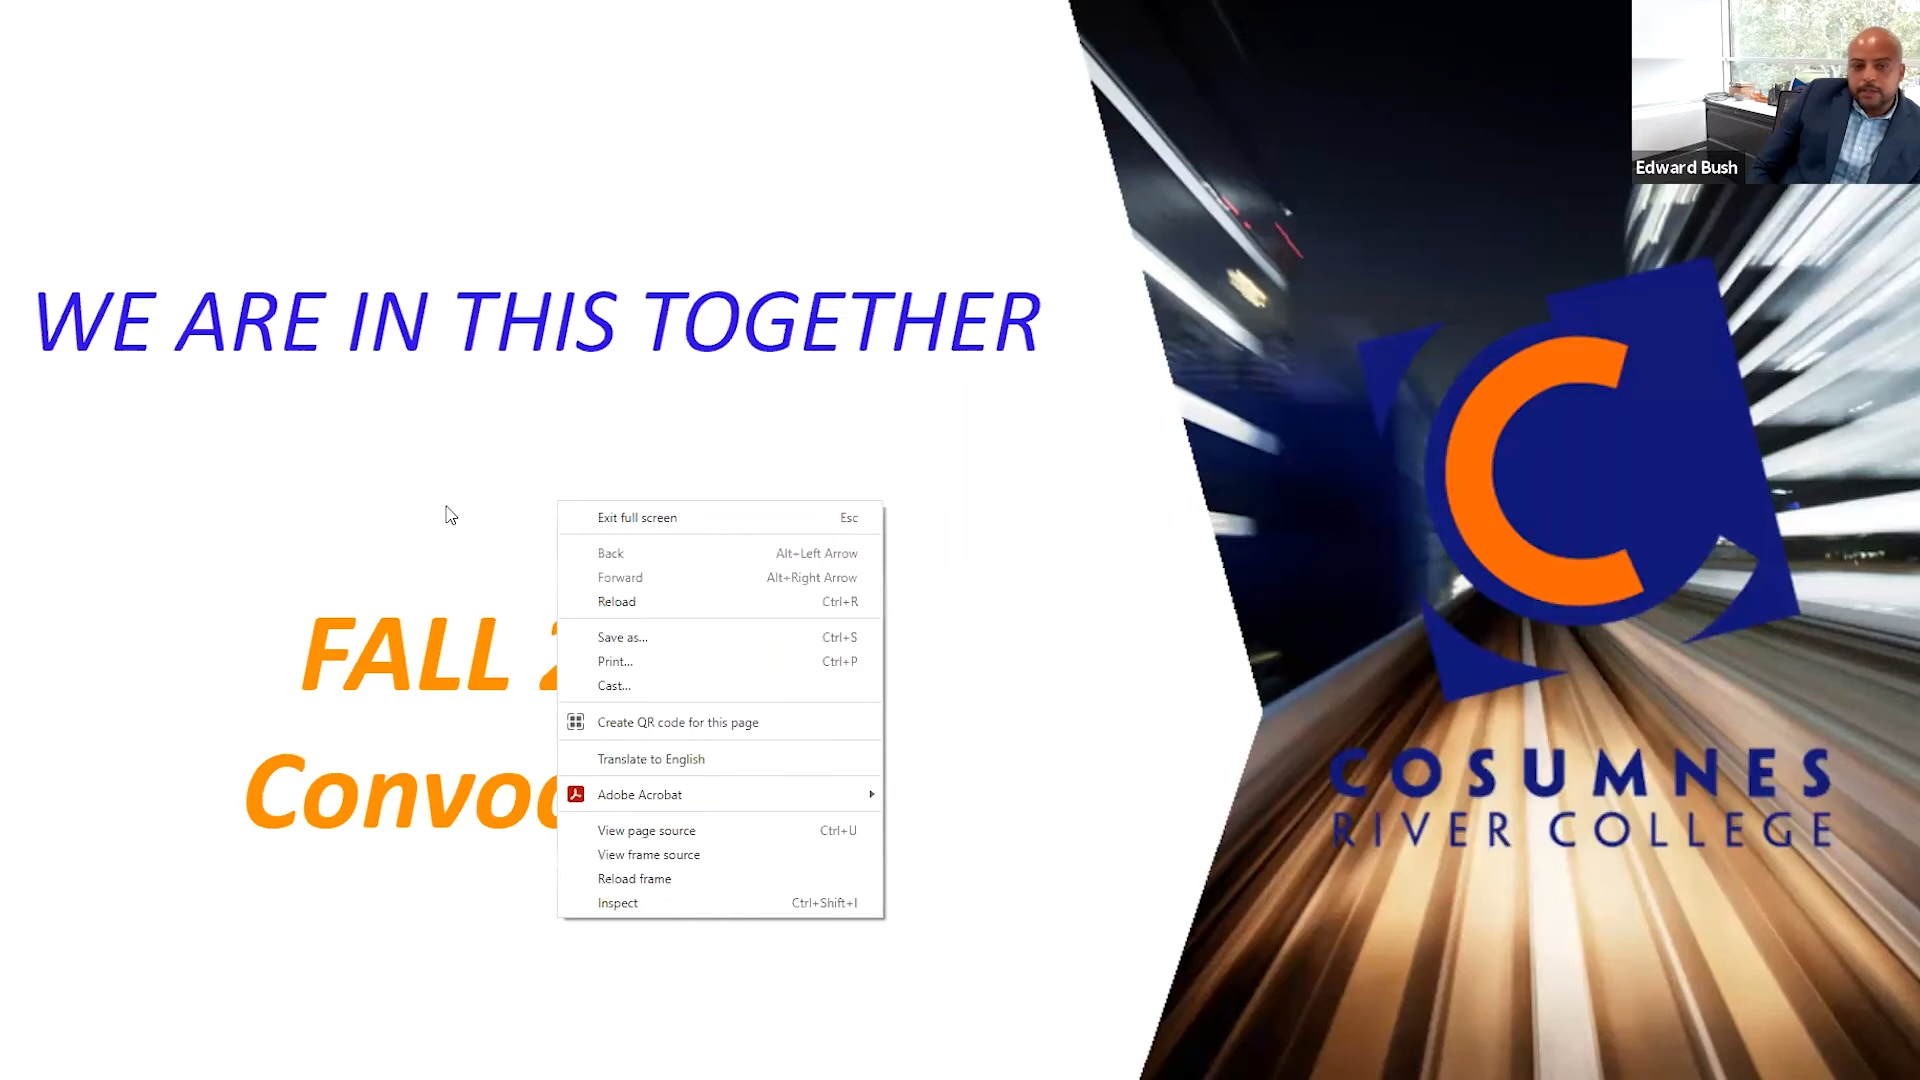 WE ARE IN THIS TOGETHER
Edward Bush
FALL
Exit full screen Esc
Back Alt+Left Arrow
Forward Alt+Right Arrow
Reload Ctrl+R
Save as... Ctrl+S
Print... Ctrl+P
Cast...
Create QR code for this page
Translate to English
Adobe Acrobat
View page source Ctrl+U
View frame source
Reload frame
Inspect Ctrl+Shift+I
C
COSUMNES
RIVER COLLEGE